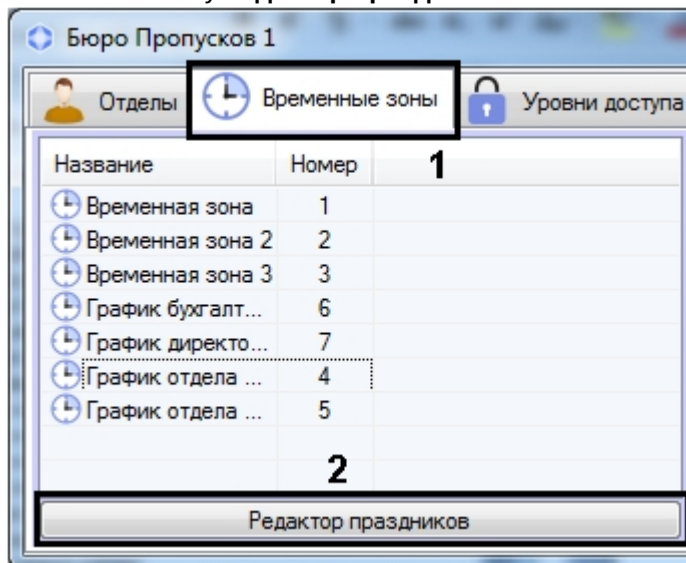 Бюро Пропусков 1
Отделы Временные зоны Уровни доступа
Название Номер 1
Временная зона 1
Временная зона 2 2
Временная зона 3 3
График бухгалт... 6
График директо... 7
График отдела ... 4
График отдела ... 5
2
Редактор праздников